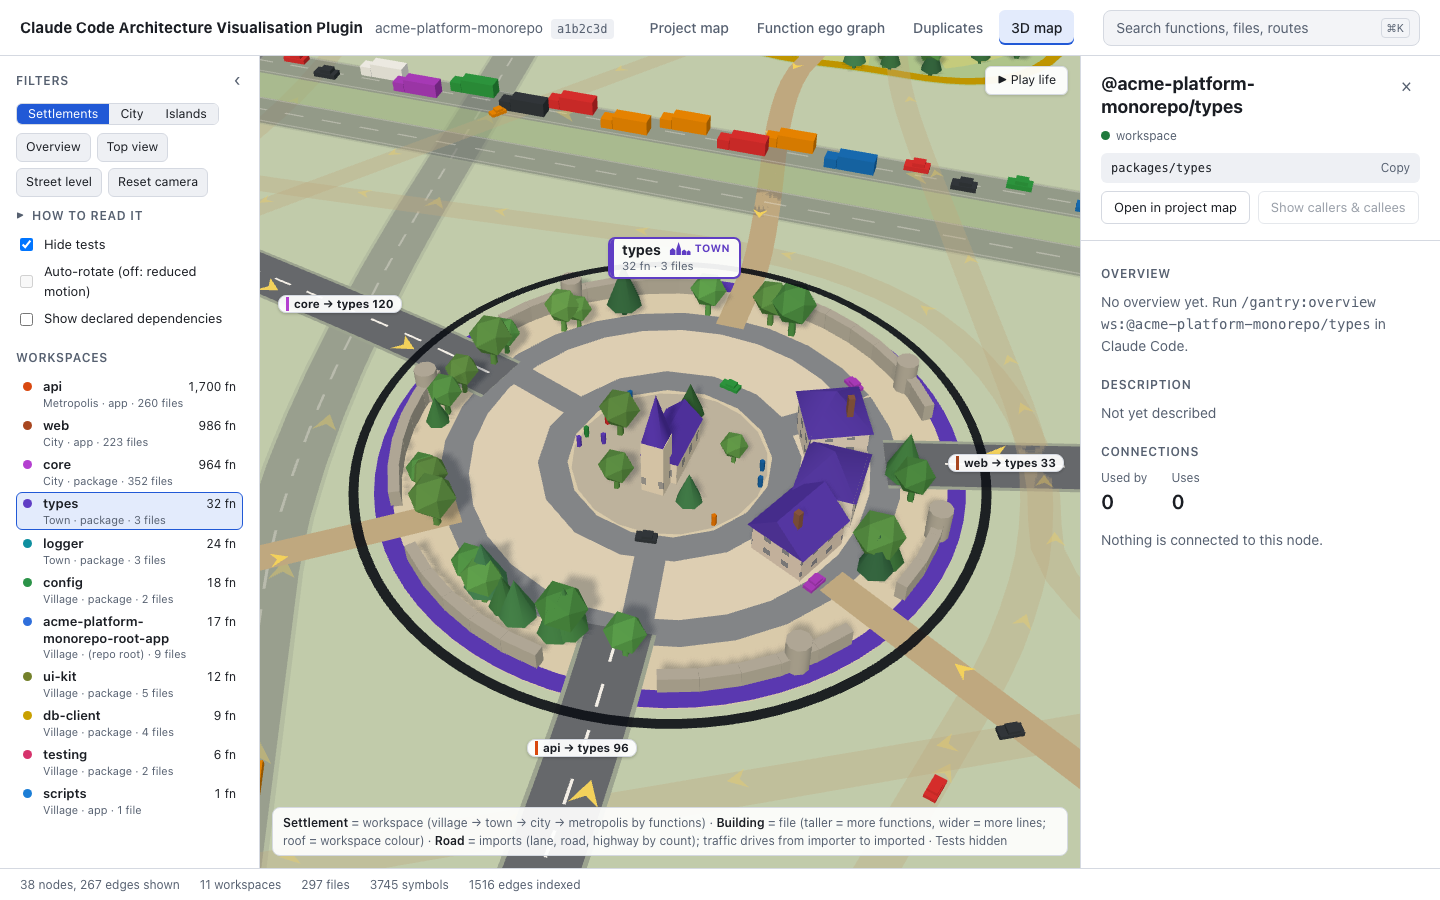 Claude Code Architecture Visualisation Plugin
acme-platform-monorepo a1b2c3d
Project map
Function ego graph
Duplicates
3D map
Search functions, files, routes ⌘K
FILTERS
Settlements City Islands
Overview Top view
Street level Reset camera
HOW TO READ IT
Hide tests
Auto-rotate (off: reduced
motion)
Show declared dependencies
WORKSPACES
api 1,700 fn
Metropolis · app · 260 files
web 986 fn
City · app · 223 files
core 964 fn
City · package · 352 files
types 32 fn
Town · package · 3 files
logger 24 fn
Town · package · 3 files
config 18 fn
Village · package · 2 files
acme-platform-
monorepo-root-app 17 fn
Village · (repo root) · 9 files
ui-kit 12 fn
Village · package · 5 files
db-client 9 fn
Village · package · 4 files
testing 6 fn
Village · package · 2 files
scripts 1 fn
Village · app · 1 file
Play life
types TOWN
32 fn · 3 files
core → types 120
web → types 33
api → types 96
Settlement = workspace (village → town → city → metropolis by functions) · Building = file (taller = more functions, wider = more lines;
roof = workspace colour) · Road = imports (lane, road, highway by count); traffic drives from importer to imported · Tests hidden
@acme-platform-
monorepo/types
workspace
packages/types Copy
Open in project map Show callers & callees
OVERVIEW
No overview yet. Run /gantry:overview
ws:@acme-platform-monorepo/types in
Claude Code.
DESCRIPTION
Not yet described
CONNECTIONS
Used by Uses
0 0
Nothing is connected to this node.
38 nodes, 267 edges shown 11 workspaces 297 files 3745 symbols 1516 edges indexed